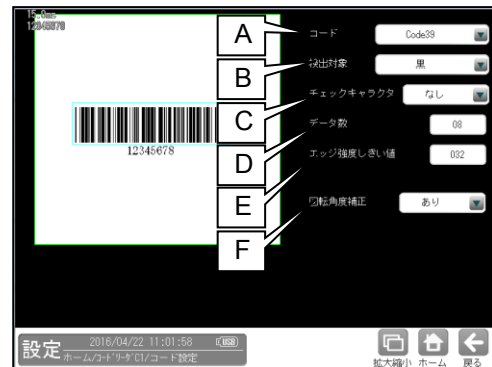 15.0ms
12345678
12345678
A
B
C
D
E
F
コード
Code39
検出対象
黒
チェックキャラクタ
なし
データ数
08
エッジ強度しきい値
032
回転角度補正
あり
設定
2016/04/22 11:01:58
USB
ホーム/コードリーダC1/コード設定
拡大縮小
ホーム
戻る